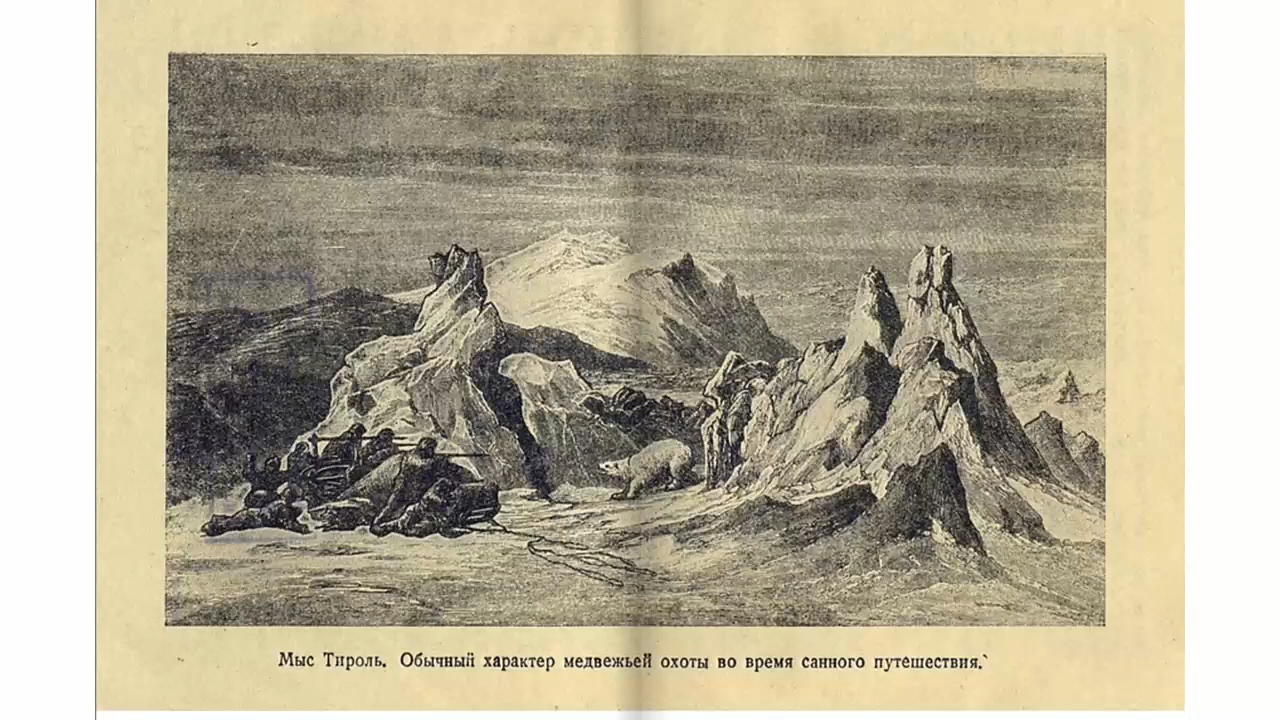 Мыс Тироль. Обычный характер медвежьей охоты во время санного путешествия.